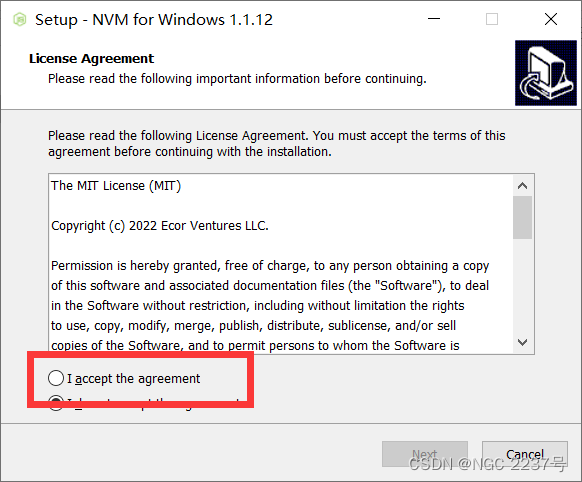 Setup - NVM for Windows 1.1.12
License Agreement
Please read the following important information before continuing.
Please read the following License Agreement. You must accept the terms of this
agreement before continuing with the installation.
The MIT License (MIT)
Copyright (c) 2022 Ecor Ventures LLC.
Permission is hereby granted, free of charge, to any person obtaining a copy
of this software and associated documentation files (the "Software"), to deal
in the Software without restriction, including without limitation the rights
to use, copy, modify, merge, publish, distribute, sublicense, and/or sell
copies of the Software, and to permit persons to whom the Software is
I accept the agreement
Next
Cancel
CSDN @NGC-2237号